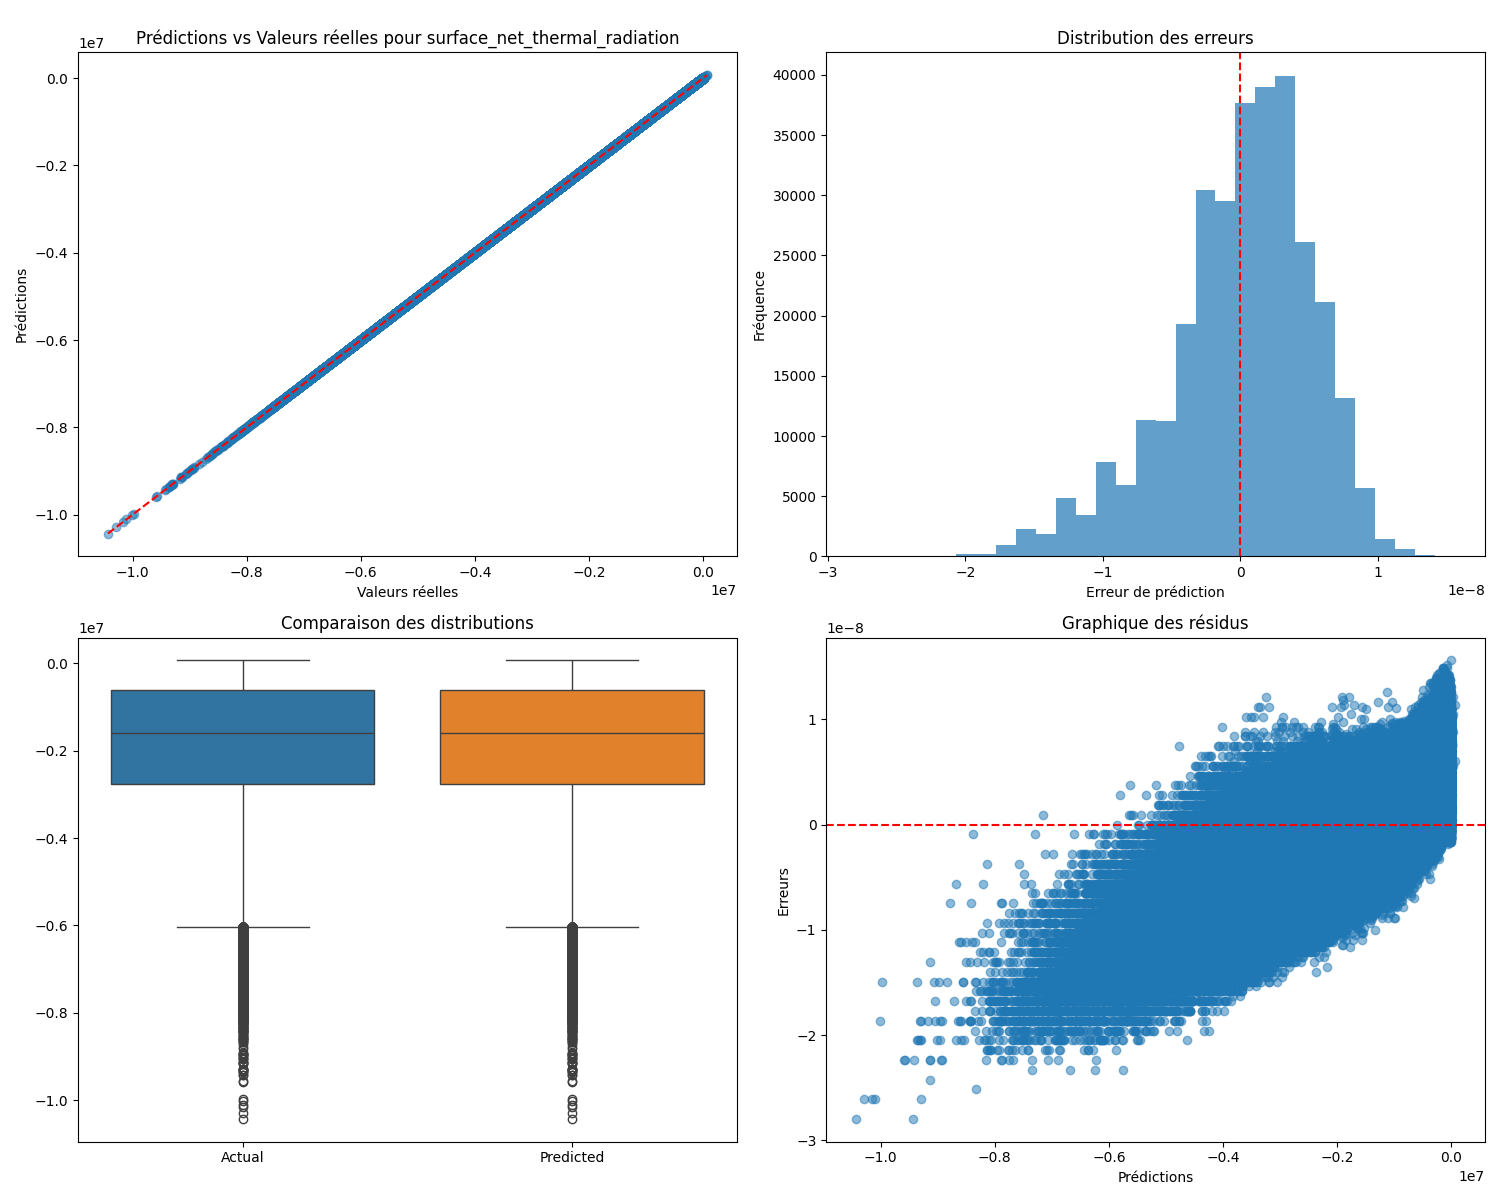 Prédictions vs Valeurs réelles pour surface_net_thermal_radiation
1e7
0.0
−0.2
−0.4
−0.6
−0.8
−1.0
Prédictions
−1.0 −0.8 −0.6 −0.4 −0.2 0.0
1e7
Valeurs réelles
Distribution des erreurs
40000
35000
30000
25000
20000
15000
10000
5000
0
Fréquence
−3 −2 −1 0 1
1e−8
Erreur de prédiction
Comparaison des distributions
1e7
0.0
−0.2
−0.4
−0.6
−0.8
−1.0
Actual Predicted
Graphique des résidus
1e−8
1
0
−1
−2
−3
Erreurs
−1.0 −0.8 −0.6 −0.4 −0.2 0.0
1e7
Prédictions